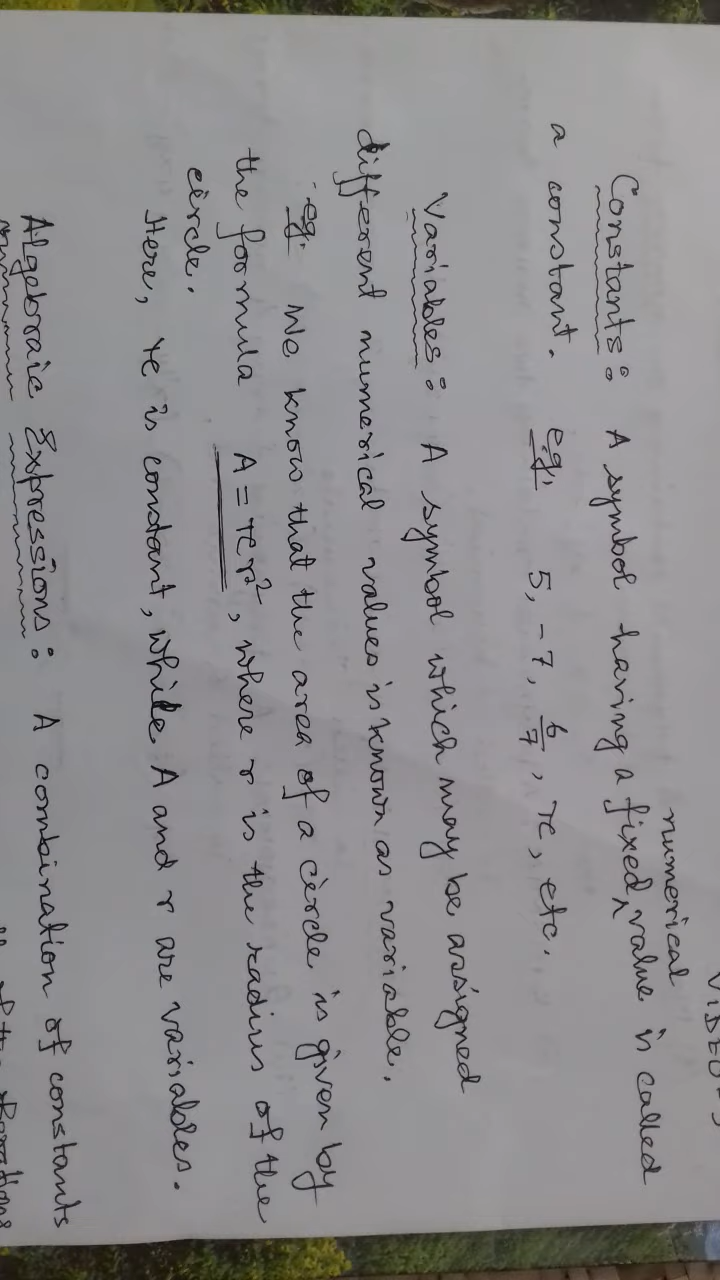 numerical
Constants: A symbol having a fixed ^ value is called
a constant. eg. 5, -7, 6/7, π, etc.
Variables: A symbol which may be assigned
different numerical values is known as variable.
eg. We know that the area of a circle is given by
the formula A = πr², where r is the radius of the
circle.
Here, π is constant, while A and r are variables.
Algebraic Expressions: A combination of constants
of the operations